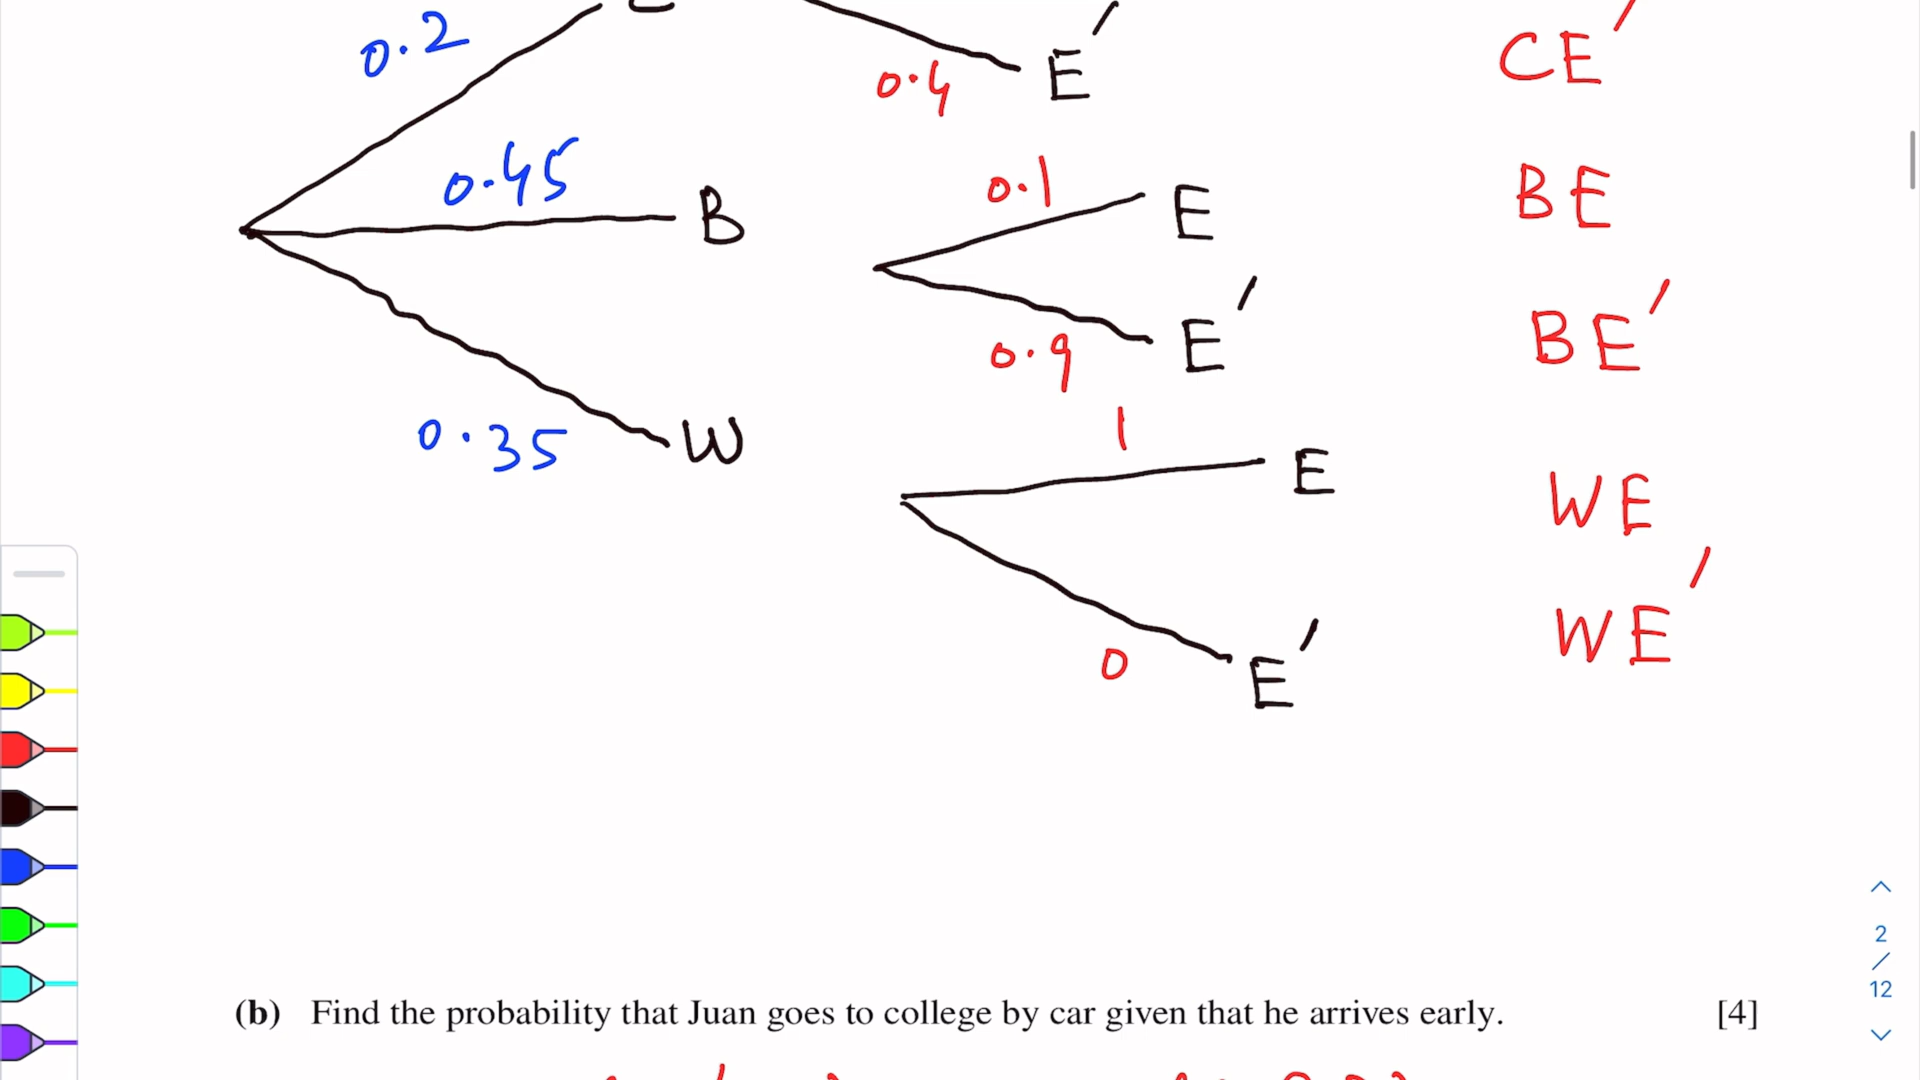 0.2
0.4
E'
CE'
0.45
B
0.1
E
BE
0.9
E'
BE'
0.35
W
1
E
WE
0
E'
WE'
2
/
12
(b) Find the probability that Juan goes to college by car given that he arrives early. [4]